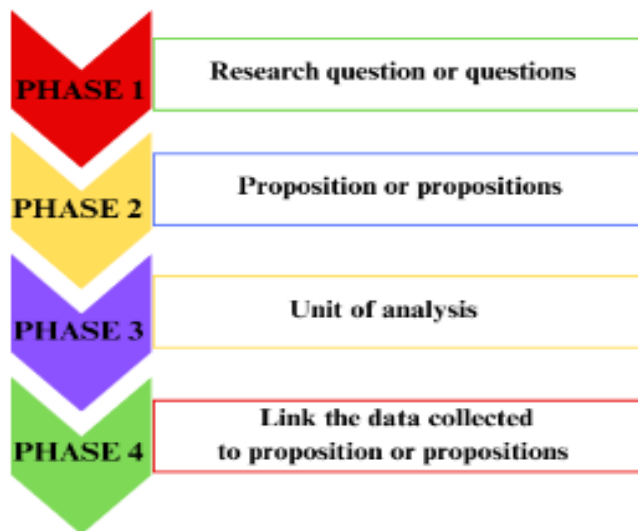 PHASE 1
Research question or questions
PHASE 2
Proposition or propositions
PHASE 3
Unit of analysis
PHASE 4
Link the data collected
to proposition or propositions